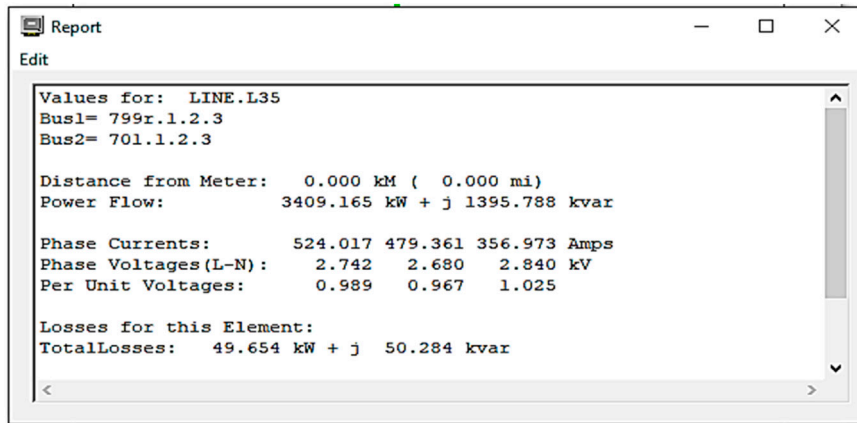 Report
Edit
Values for: LINE.L35
Bus1= 799r.1.2.3
Bus2= 701.1.2.3
Distance from Meter: 0.000 kM ( 0.000 mi)
Power Flow: 3409.165 kW + j 1395.788 kvar
Phase Currents: 524.017 479.361 356.973 Amps
Phase Voltages(L-N): 2.742 2.680 2.840 kV
Per Unit Voltages: 0.989 0.967 1.025
Losses for this Element:
TotalLosses: 49.654 kW + j 50.284 kvar